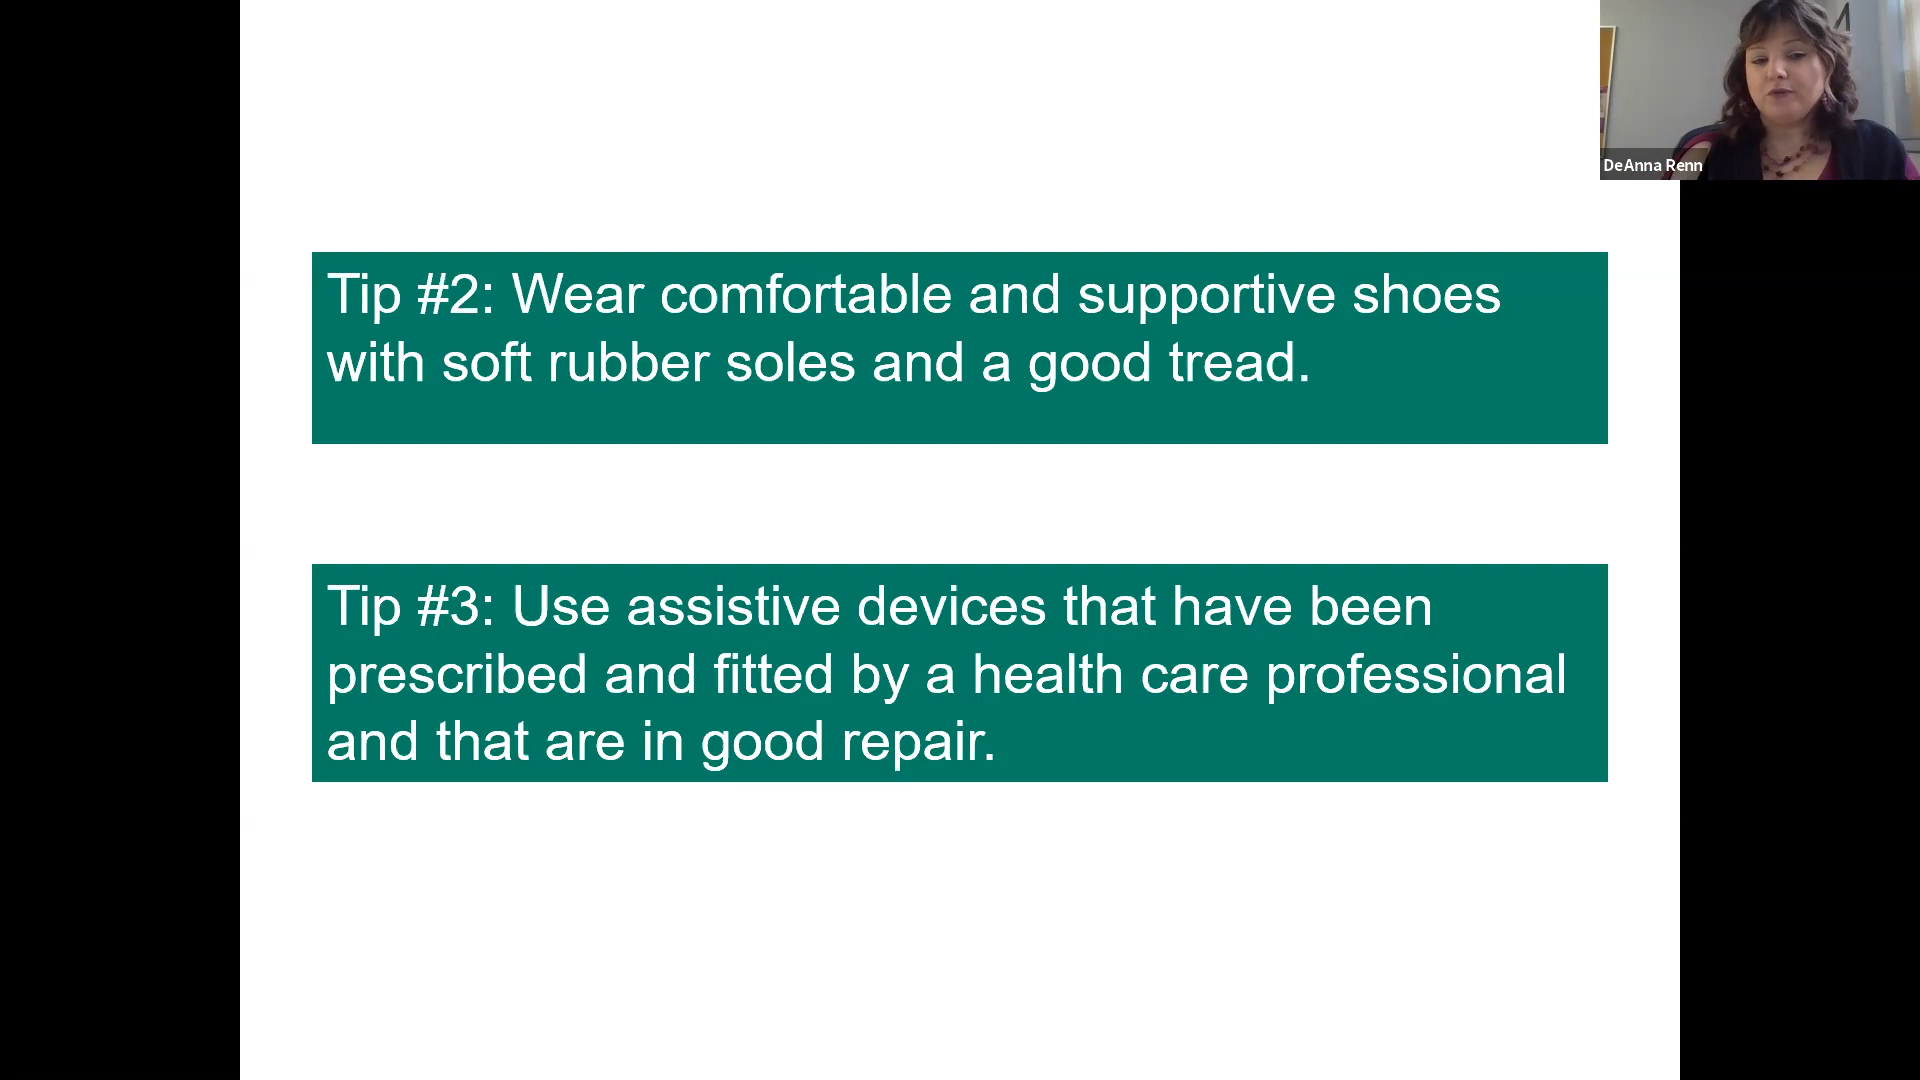 Tip #2: Wear comfortable and supportive shoes
with soft rubber soles and a good tread.
Tip #3: Use assistive devices that have been
prescribed and fitted by a health care professional
and that are in good repair.
DeAnna Renn